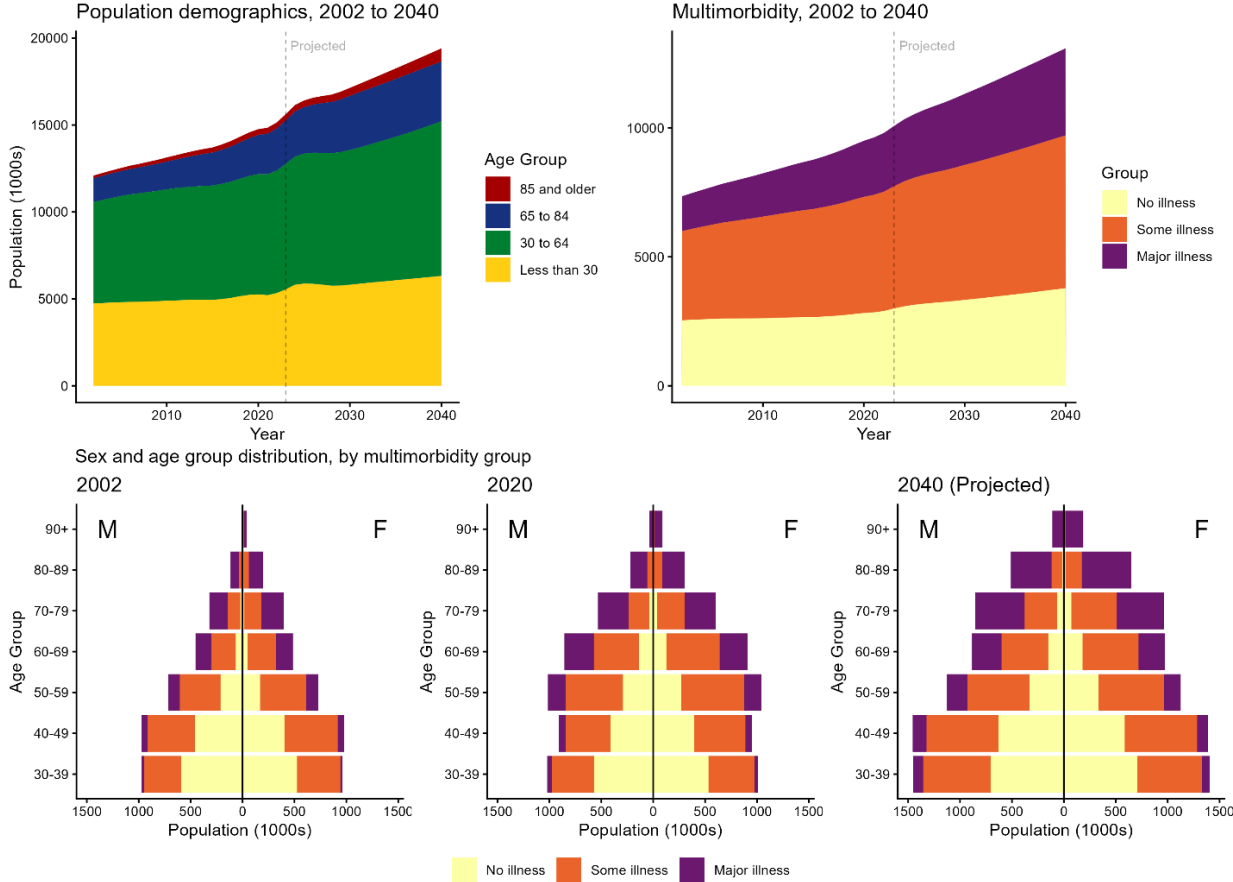 Population demographics, 2002 to 2040
20000
15000
10000
5000
0
Population (1000s)
Projected
2010 2020 2030 2040
Year
Age Group
85 and older
65 to 84
30 to 64
Less than 30
Multimorbidity, 2002 to 2040
10000
5000
0
Projected
2010 2020 2030 2040
Year
Group
No illness
Some illness
Major illness
Sex and age group distribution, by multimorbidity group
2002
M F
Age Group
90+
80-89
70-79
60-69
50-59
40-49
30-39
1500 1000 500 0 500 1000 1500
Population (1000s)
2020
M F
Age Group
90+
80-89
70-79
60-69
50-59
40-49
30-39
1500 1000 500 0 500 1000 1500
Population (1000s)
2040 (Projected)
M F
Age Group
90+
80-89
70-79
60-69
50-59
40-49
30-39
1500 1000 500 0 500 1000 1500
Population (1000s)
No illness Some illness Major illness